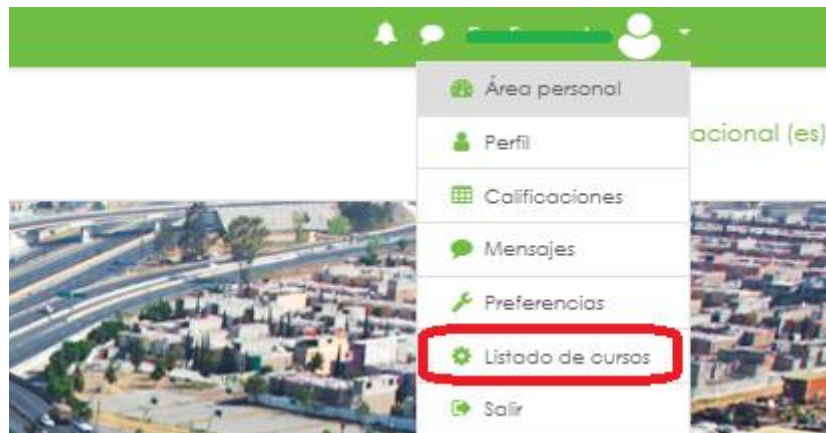 Área personal
acional (es)
Perfil
Calificaciones
Mensajes
Preferencias
Listado de cursos
Salir